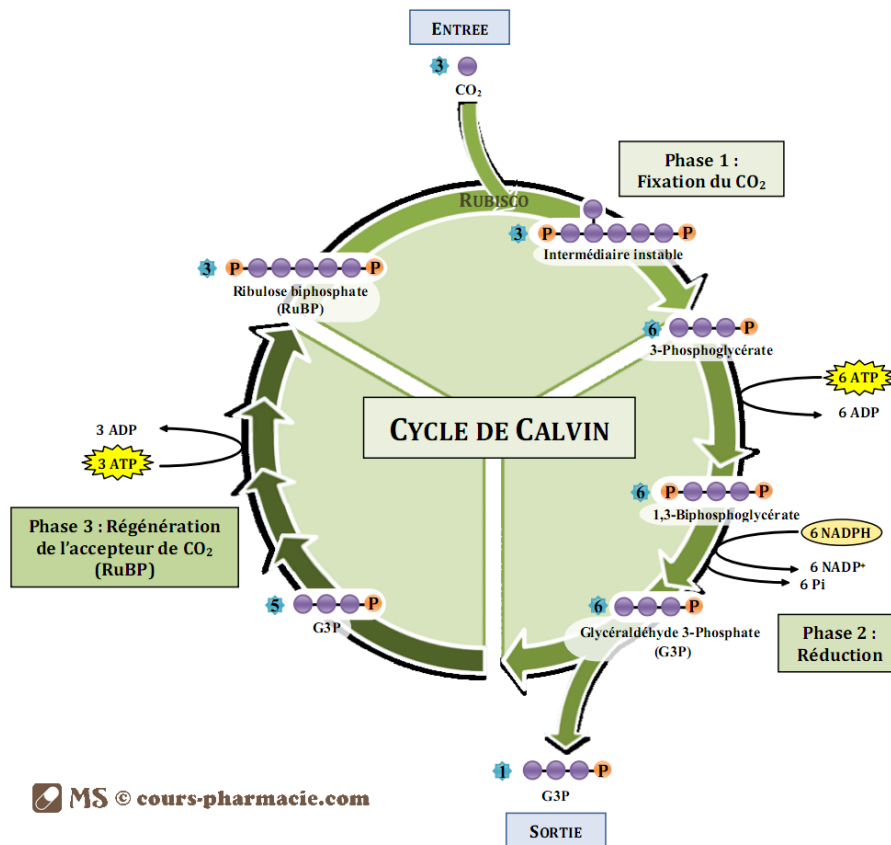 ENTREE
3
CO₂
Phase 1 :
Fixation du CO₂
RUBISCO
3 P P
Intermédiaire instable
3 P P
Ribulose biphosphate
(RuBP)
6 P
3-Phosphoglycérate
6 ATP
6 ADP
CYCLE DE CALVIN
3 ADP
3 ATP
6 P P
1,3-Biphosphoglycérate
Phase 3 : Régénération
de l'accepteur de CO₂
(RuBP)
6 NADPH
6 NADP⁺
6 Pi
5 P
G3P
6 P
Glycéraldéhyde 3-Phosphate
(G3P)
Phase 2 :
Réduction
1 P
G3P
MS © cours-pharmacie.com
SORTIE